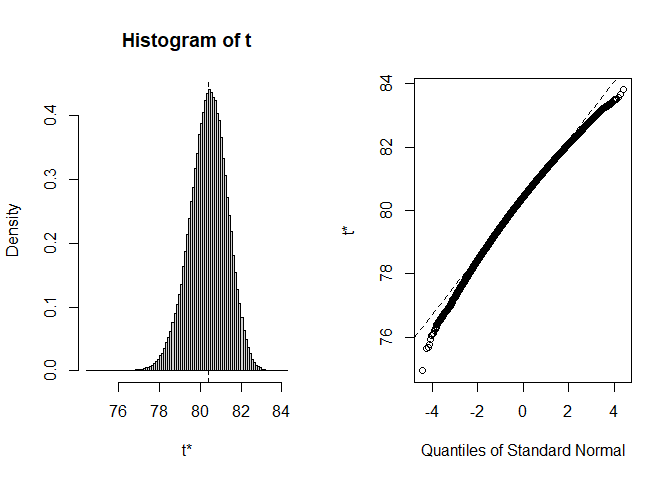 Histogram of t
Density
0.0
0.1
0.2
0.3
0.4
76 78 80 82 84
t*
t*
76
78
80
82
84
-4 -2 0 2 4
Quantiles of Standard Normal